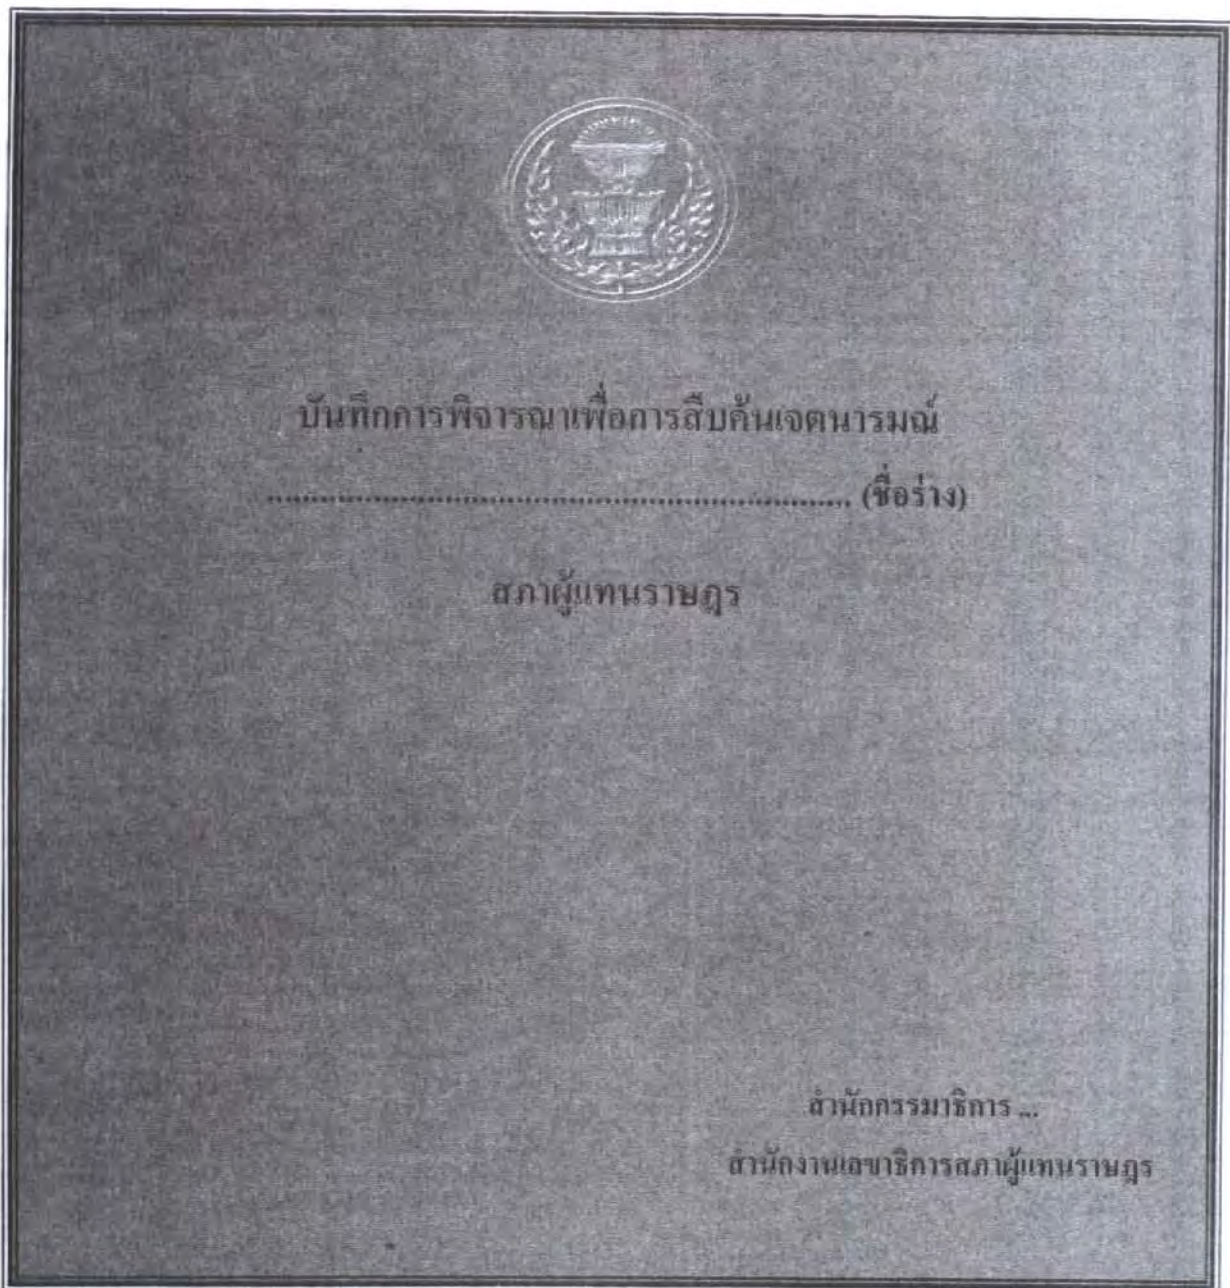 บันทึกการพิจารณาเพื่อการสืบค้นเจตนารมณ์
.................................................................. (ชื่อร่าง)
สภาผู้แทนราษฎร
สำนักกรรมาธิการ ...
สำนักงานเลขาธิการสภาผู้แทนราษฎร